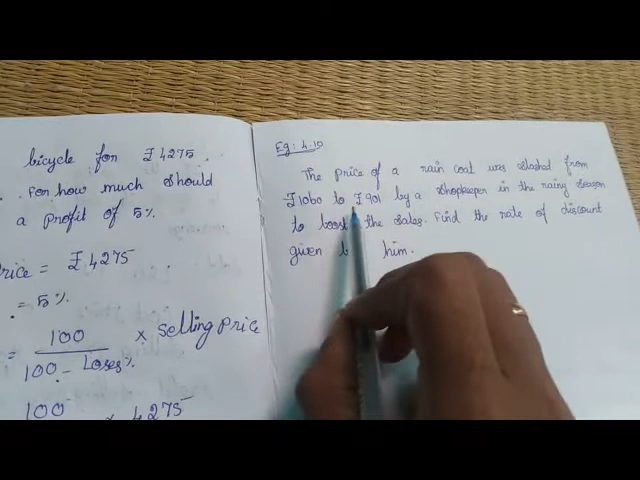 bicycle for ₹4275.
For how much should
a Profit of 5%
Price = ₹4275
= 5%.
= 100 / 100 - Loss% × Selling Price
100 × 4275
Eg: 4.10
The Price of a rain coat was slashed from
₹1060 to ₹901 by a Shopkeeper in the rainy Season
to boost the Sales. Find the rate of discount
given him.